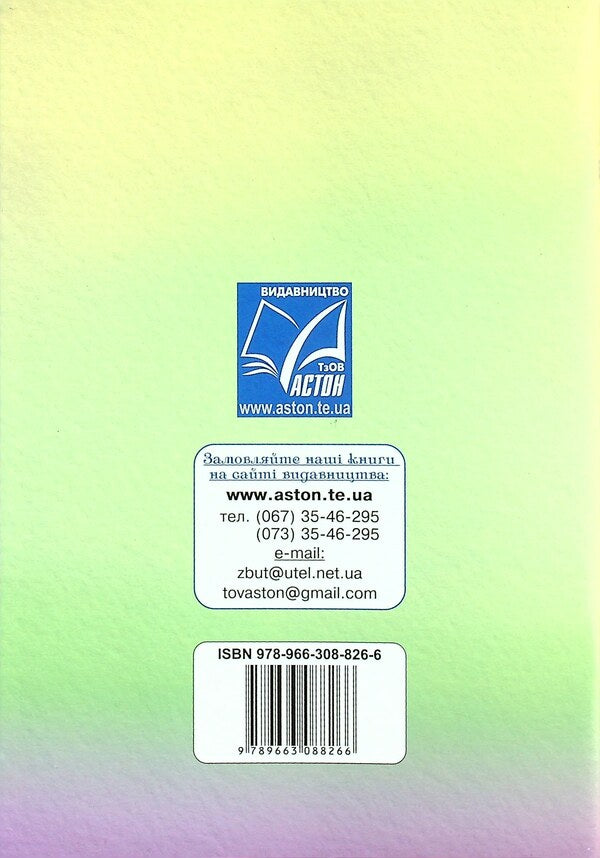 ВИДАВНИЦТВО
ТзОВ
АСТОН
www.aston.te.ua
Замовляйте наші книги
на сайті видавництва:
www.aston.te.ua
тел. (067) 35-46-295
(073) 35-46-295
e-mail:
zbut@utel.net.ua
tovaston@gmail.com
ISBN 978-966-308-826-6
9 789663 088266